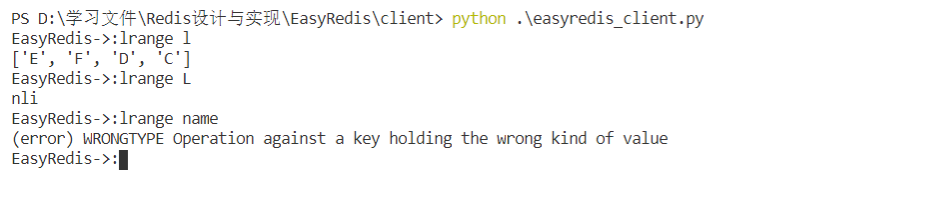 PS D:\学习文件\Redis设计与实现\EasyRedis\client> python .\easyredis_client.py
EasyRedis->:lrange l
['E', 'F', 'D', 'C']
EasyRedis->:lrange L
nli
EasyRedis->:lrange name
(error) WRONGTYPE Operation against a key holding the wrong kind of value
EasyRedis->: